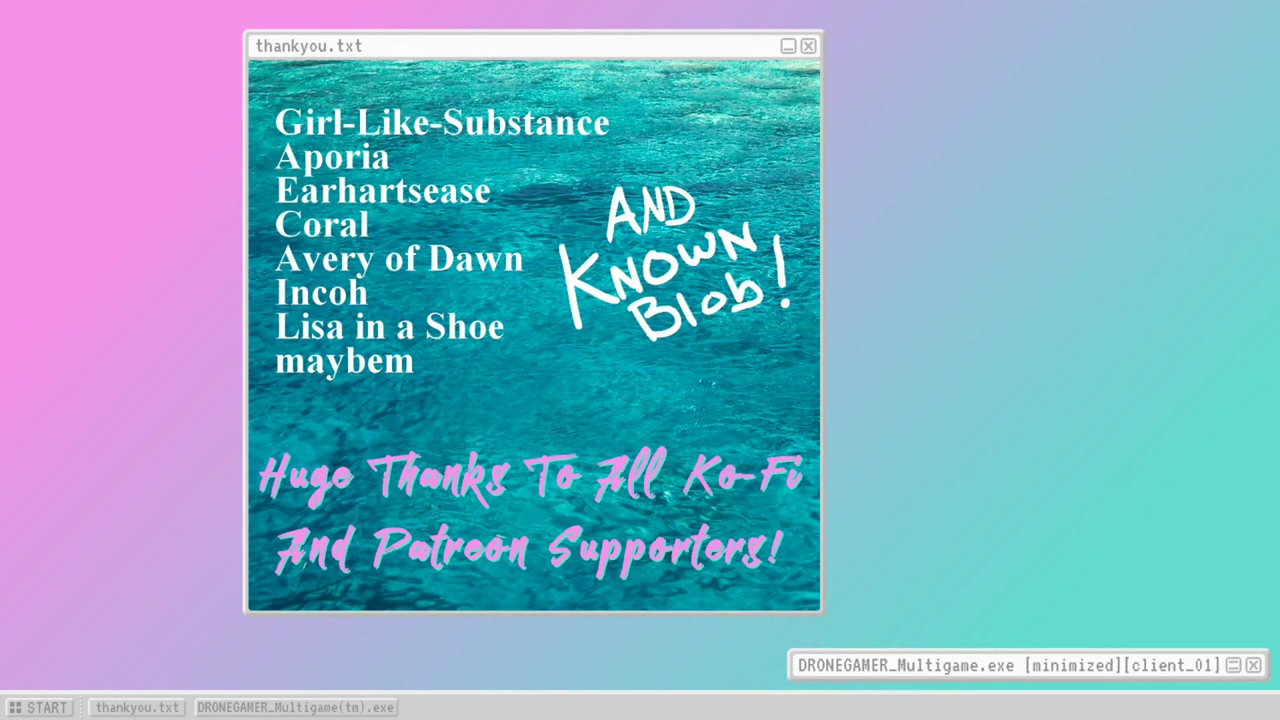 thankyou.txt
Girl-Like-Substance
Aporia
Earhartsease
Coral
Avery of Dawn
Incoh
Lisa in a Shoe
maybem
AND
KNOWN
Blob!
Huge Thanks To All Ko-Fi
And Patreon Supporters!
DRONEGAMER_Multigame.exe [minimized][client_01]
START
thankyou.txt
DRONEGAMER_Multigame(tm).exe